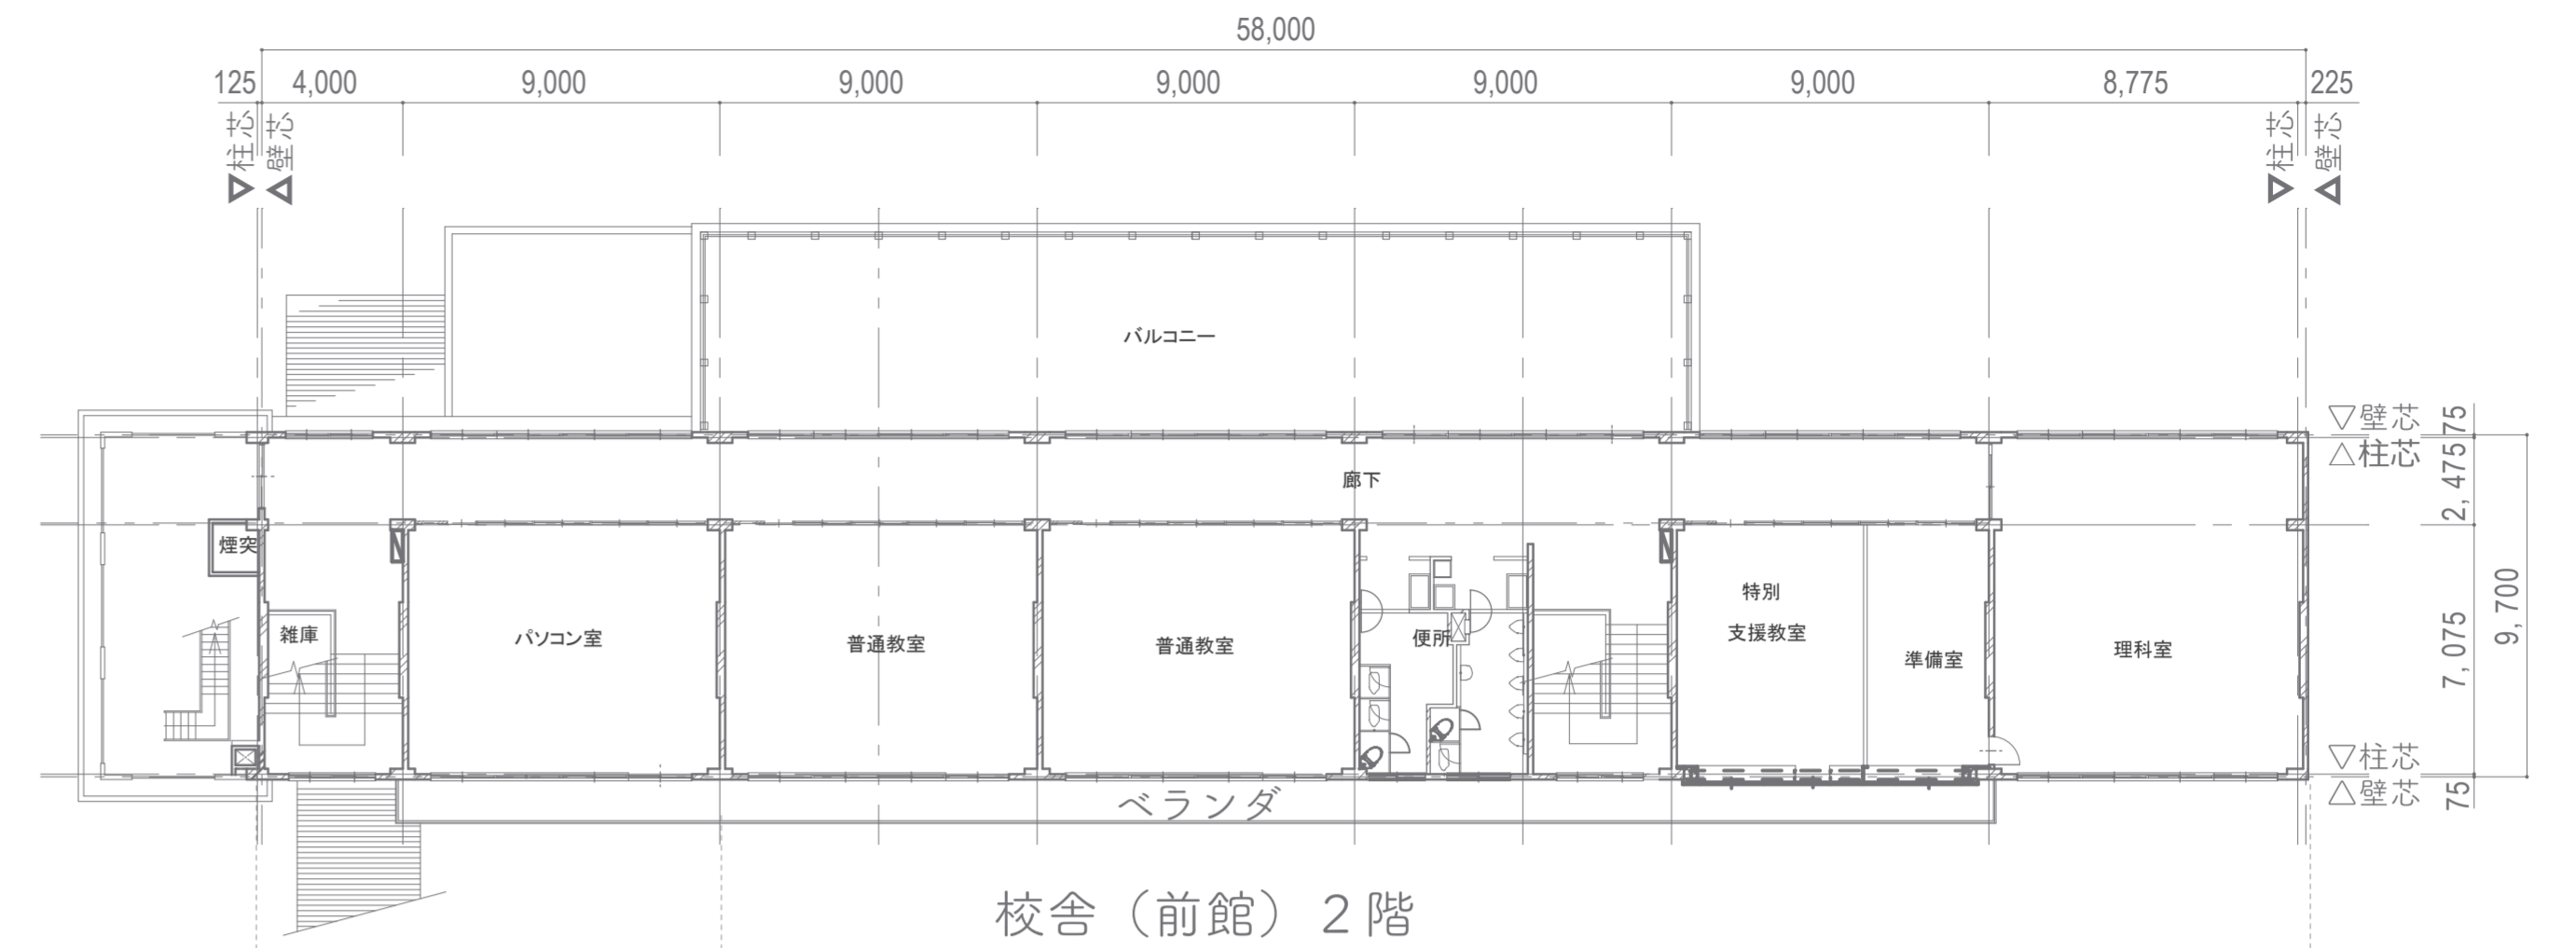 58,000
125 4,000 9,000 9,000 9,000 9,000 9,000 8,775 225
▽柱芯
△壁芯
▽柱芯
△壁芯
バルコニー
▽壁芯
△柱芯
75
2,475
7,075
9,700
廊下
煙突
雑庫
パソコン室
普通教室
普通教室
便所
特別
支援教室
準備室
理科室
▽柱芯
△壁芯
75
ベランダ
校舎（前館）２階